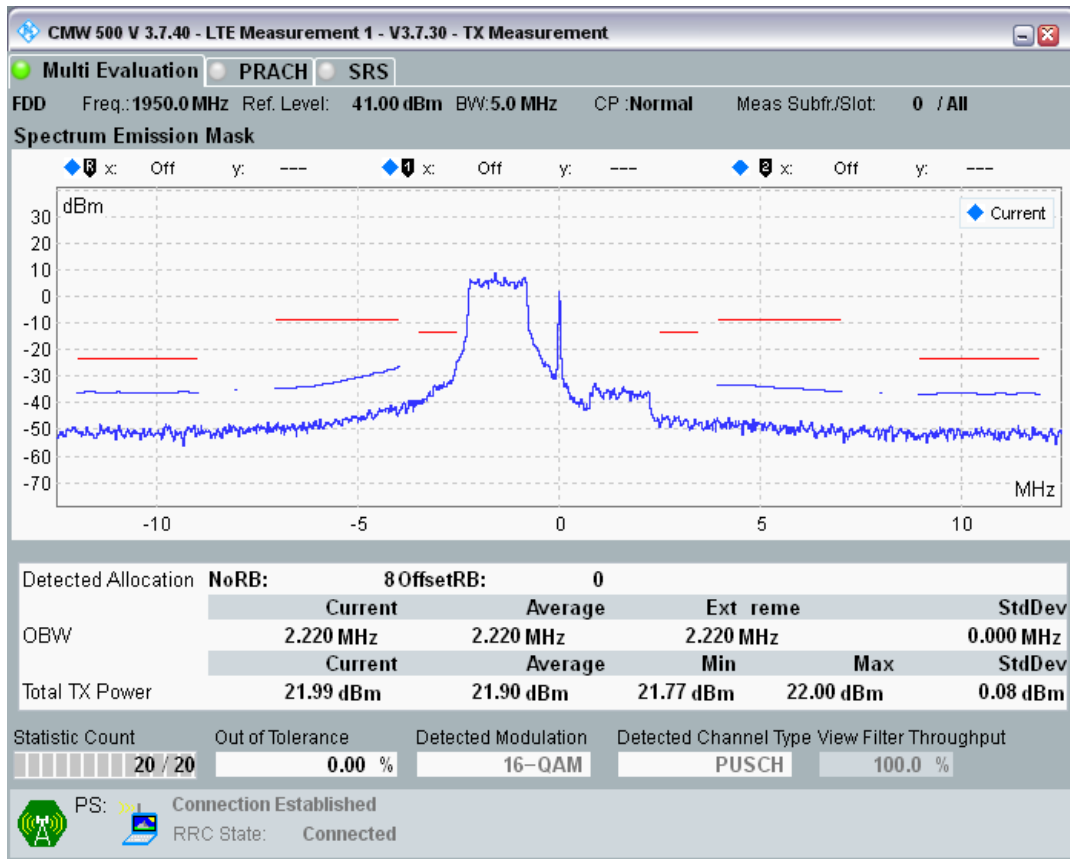 CMW 500 V 3.7.40 - LTE Measurement 1 - V3.7.30 - TX Measurement
Multi Evaluation PRACH SRS
FDD Freq.: 1950.0 MHz Ref. Level: 41.00 dBm BW: 5.0 MHz CP : Normal Meas Subfr./Slot: 0 / All
Spectrum Emission Mask
R x: Off y: --- 1 x: Off y: --- 2 x: Off y: ---
dBm
Current
30
20
10
0
-10
-20
-30
-40
-50
-60
-70
MHz
-10 -5 0 5 10
Detected Allocation NoRB: 8 OffsetRB: 0
Current Average Ext reme StdDev
OBW 2.220 MHz 2.220 MHz 2.220 MHz 0.000 MHz
Current Average Min Max StdDev
Total TX Power 21.99 dBm 21.90 dBm 21.77 dBm 22.00 dBm 0.08 dBm
Statistic Count Out of Tolerance Detected Modulation Detected Channel Type View Filter Throughput
20 / 20 0.00 % 16-QAM PUSCH 100.0 %
PS: Connection Established
RRC State: Connected